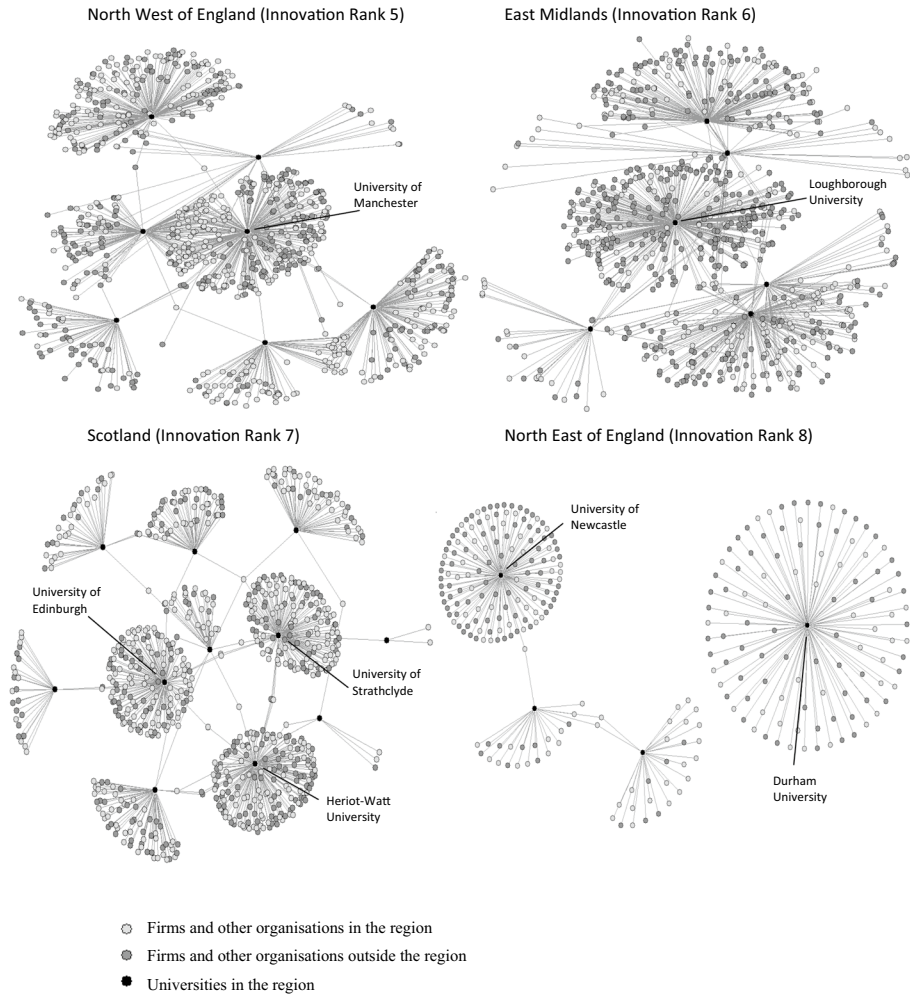 North West of England (Innovation Rank 5)
East Midlands (Innovation Rank 6)
University of
Manchester
Loughborough
University
Scotland (Innovation Rank 7)
North East of England (Innovation Rank 8)
University of
Edinburgh
University of
Strathclyde
Heriot-Watt
University
University of
Newcastle
Durham
University
Firms and other organisations in the region
Firms and other organisations outside the region
Universities in the region